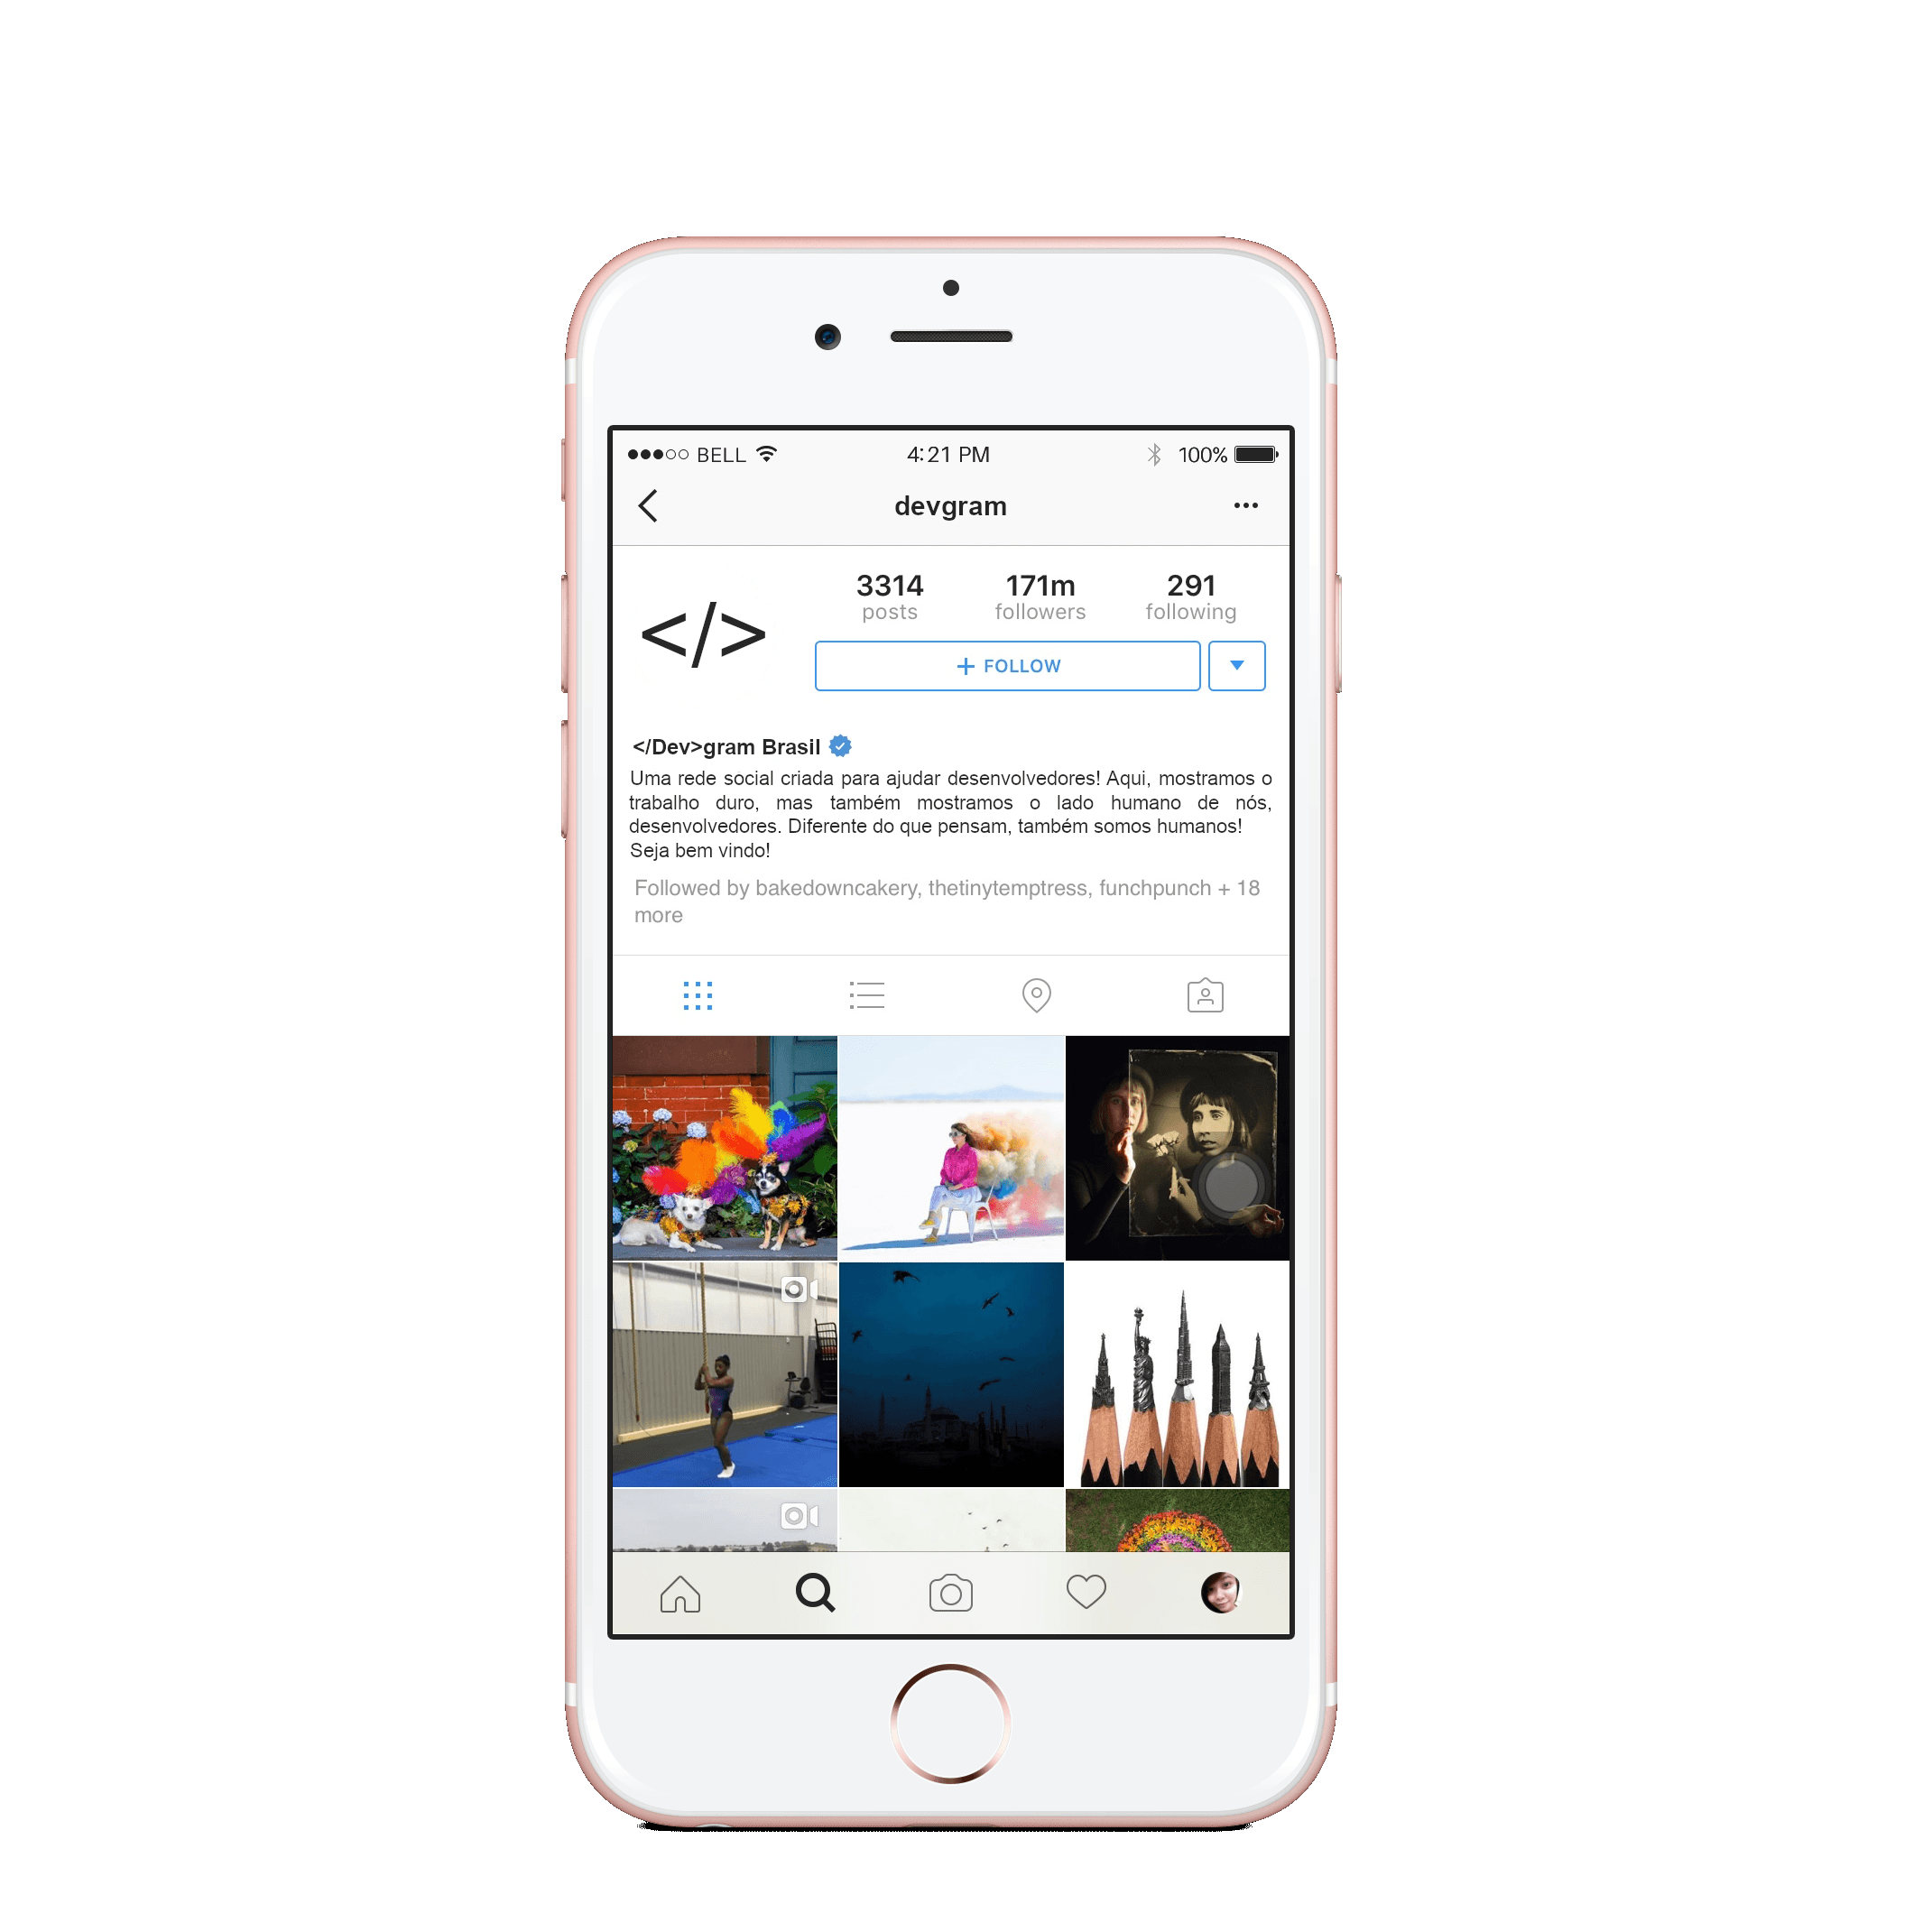 BELL 4:21 PM 100%
devgram
3314 171m 291
posts followers following
</>
+ FOLLOW
</Dev>gram Brasil
Uma rede social criada para ajudar desenvolvedores! Aqui, mostramos o
trabalho duro, mas também mostramos o lado humano de nós,
desenvolvedores. Diferente do que pensam, também somos humanos!
Seja bem vindo!
Followed by bakedowncakery, thetinytemptress, funchpunch + 18
more